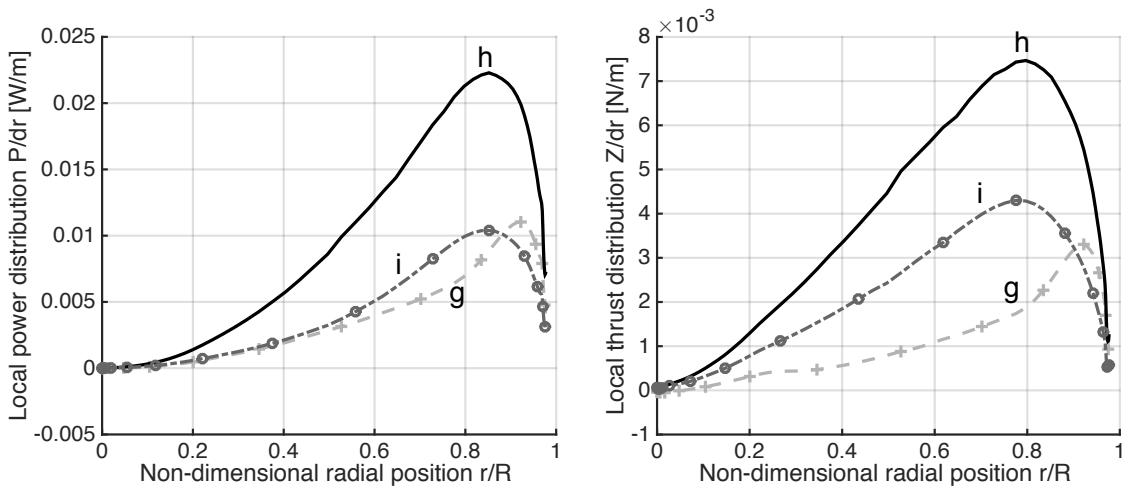 0.025
0.02
0.015
0.01
0.005
0
-0.005
Local power distribution P/dr [W/m]
h
i
g
0 0.2 0.4 0.6 0.8 1
Non-dimensional radial position r/R
×10⁻³
8
7
6
5
4
3
2
1
0
-1
Local thrust distribution Z/dr [N/m]
h
i
g
0 0.2 0.4 0.6 0.8 1
Non-dimensional radial position r/R